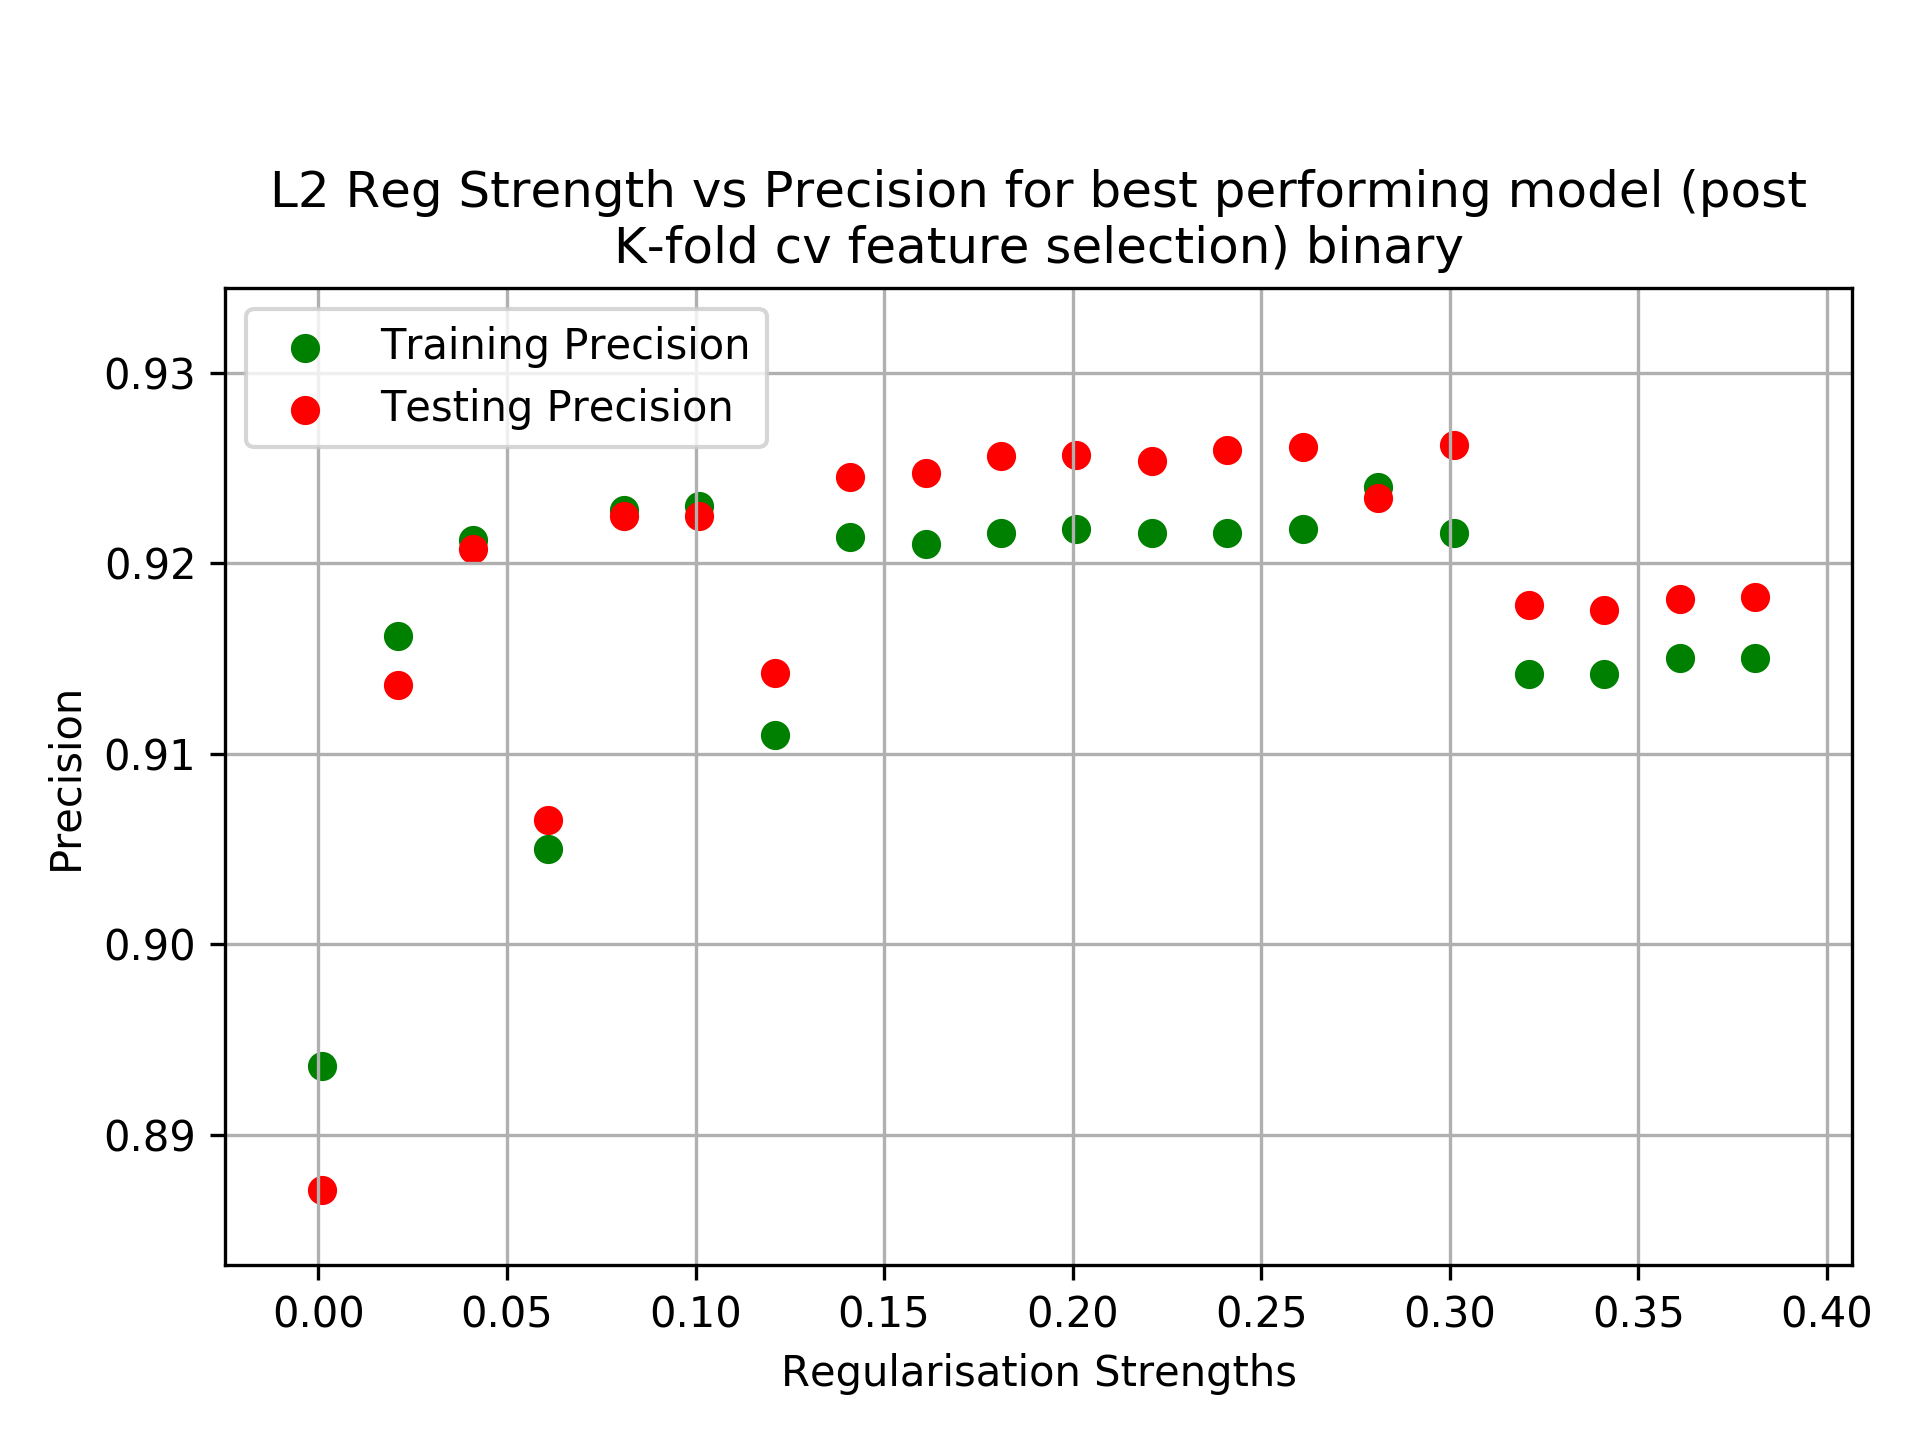 L2 Reg Strength vs Precision for best performing model (post
K-fold cv feature selection) binary
Training Precision
Testing Precision
0.93
0.92
0.91
0.90
0.89
Precision
0.00 0.05 0.10 0.15 0.20 0.25 0.30 0.35 0.40
Regularisation Strengths